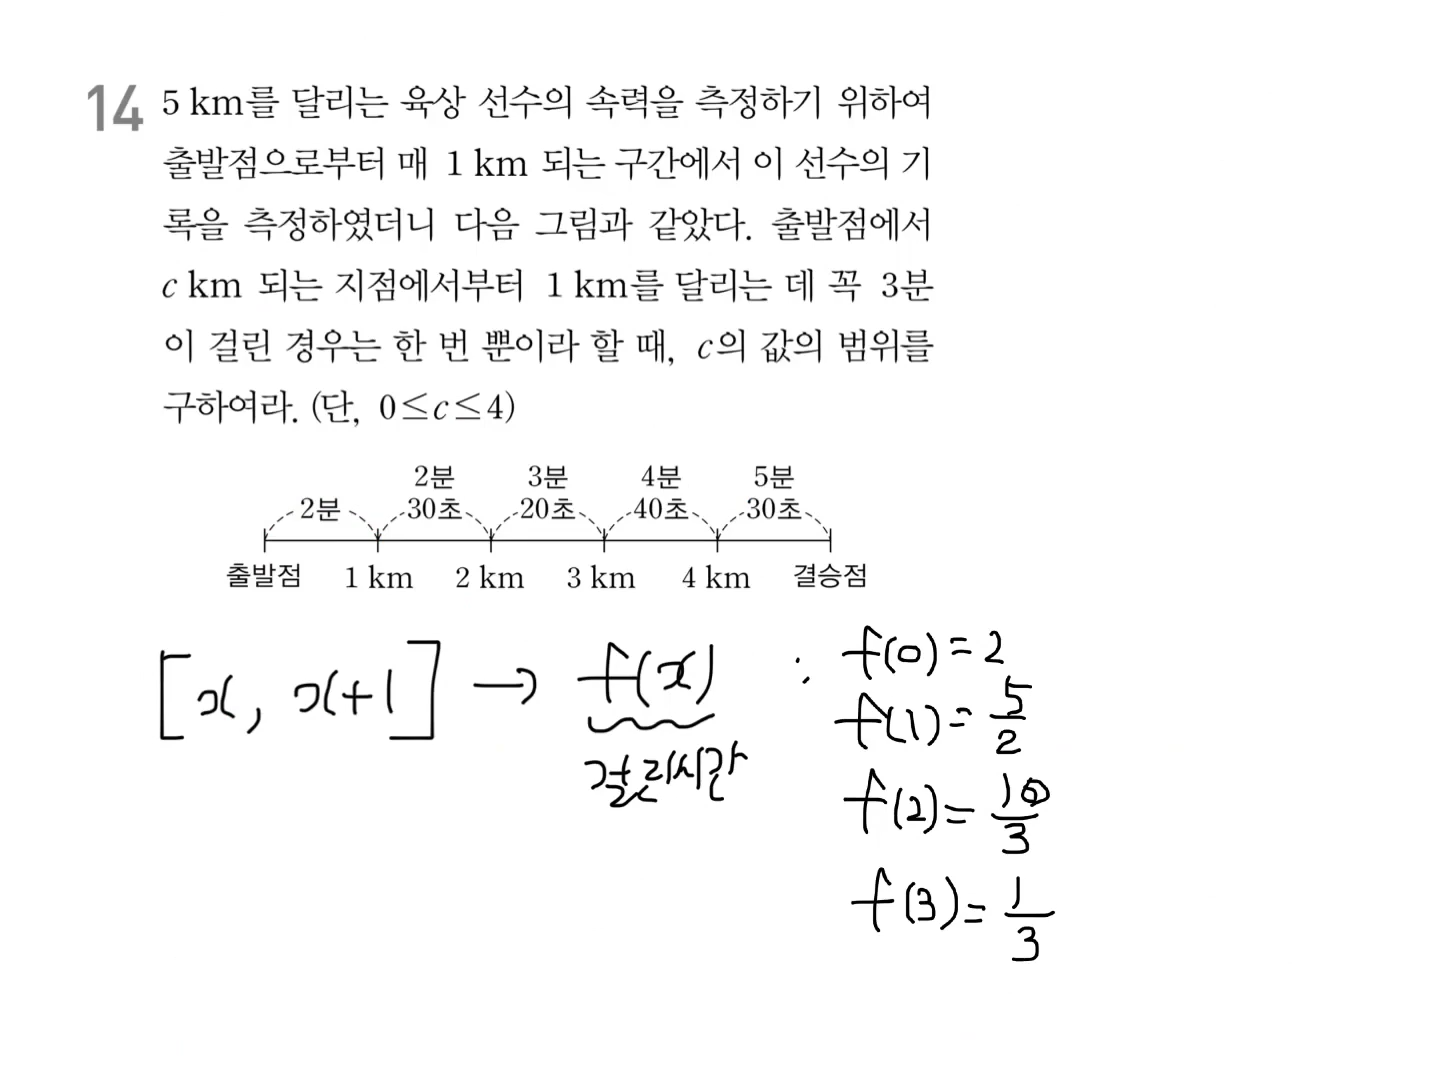 14 5 km를 달리는 육상 선수의 속력을 측정하기 위하여
출발점으로부터 매 1 km 되는 구간에서 이 선수의 기
록을 측정하였더니 다음 그림과 같았다. 출발점에서
c km 되는 지점에서부터 1 km를 달리는 데 꼭 3분
이 걸린 경우는 한 번 뿐이라 할 때, c의 값의 범위를
구하여라. (단, 0≤c≤4)
2분 3분 4분 5분
2분 30초 20초 40초 30초
출발점 1 km 2 km 3 km 4 km 결승점
[x, x+1] → f(x) ∴ f(0)=2
걸린시간
f(1)=5/2
f(2)=10/3
f(3)=1/3